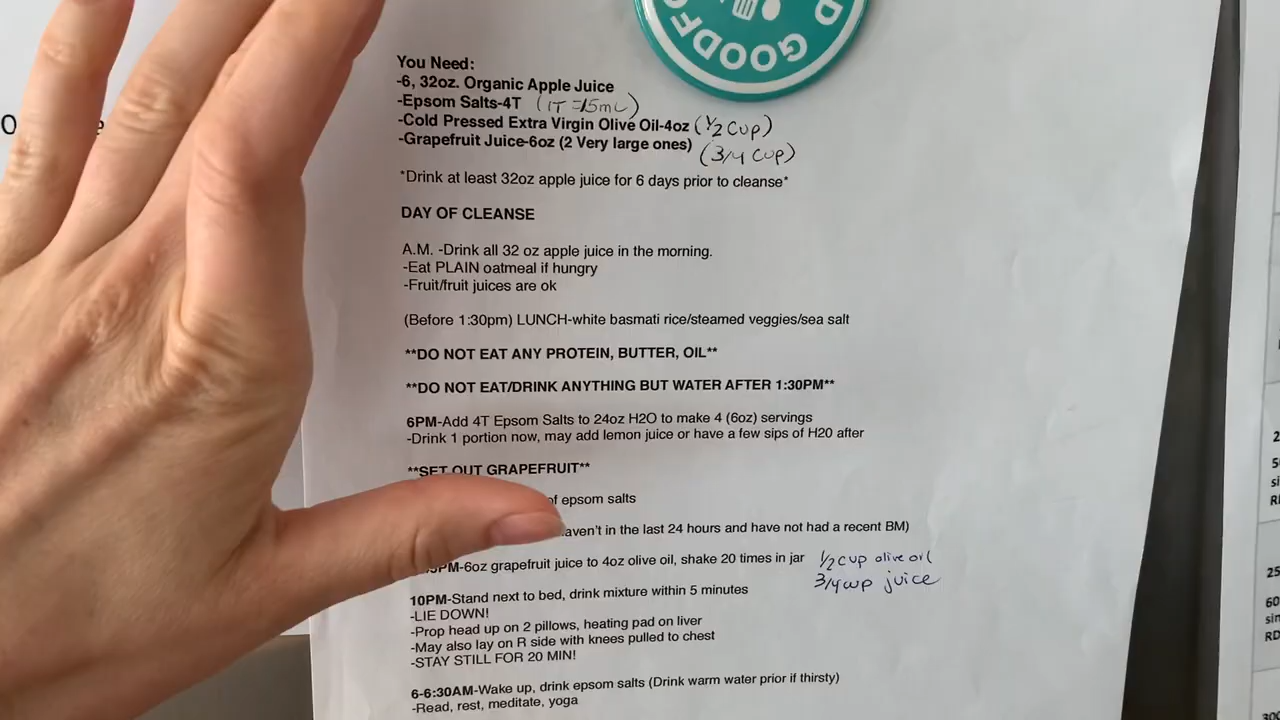 GOODFO
D
You Need:
-6, 32oz. Organic Apple Juice
-Epsom Salts-4T (1T =15mL)
-Cold Pressed Extra Virgin Olive Oil-4oz (1/2 cup)
-Grapefruit Juice-6oz (2 Very large ones) (3/4 cup)
*Drink at least 32oz apple juice for 6 days prior to cleanse*
DAY OF CLEANSE
A.M. -Drink all 32 oz apple juice in the morning.
-Eat PLAIN oatmeal if hungry
-Fruit/fruit juices are ok
(Before 1:30pm) LUNCH-white basmati rice/steamed veggies/sea salt
**DO NOT EAT ANY PROTEIN, BUTTER, OIL**
**DO NOT EAT/DRINK ANYTHING BUT WATER AFTER 1:30PM**
6PM-Add 4T Epsom Salts to 24oz H2O to make 4 (6oz) servings
-Drink 1 portion now, may add lemon juice or have a few sips of H20 after
**SET OUT GRAPEFRUIT**
of epsom salts
aven't in the last 24 hours and have not had a recent BM)
PM-6oz grapefruit juice to 4oz olive oil, shake 20 times in jar 1/2 cup olive oil
3/4 cup juice
10PM-Stand next to bed, drink mixture within 5 minutes
-LIE DOWN!
-Prop head up on 2 pillows, heating pad on liver
-May also lay on R side with knees pulled to chest
-STAY STILL FOR 20 MIN!
6-6:30AM-Wake up, drink epsom salts (Drink warm water prior if thirsty)
-Read, rest, meditate, yoga
2
50
si
RD
25
60
sin
RD
300